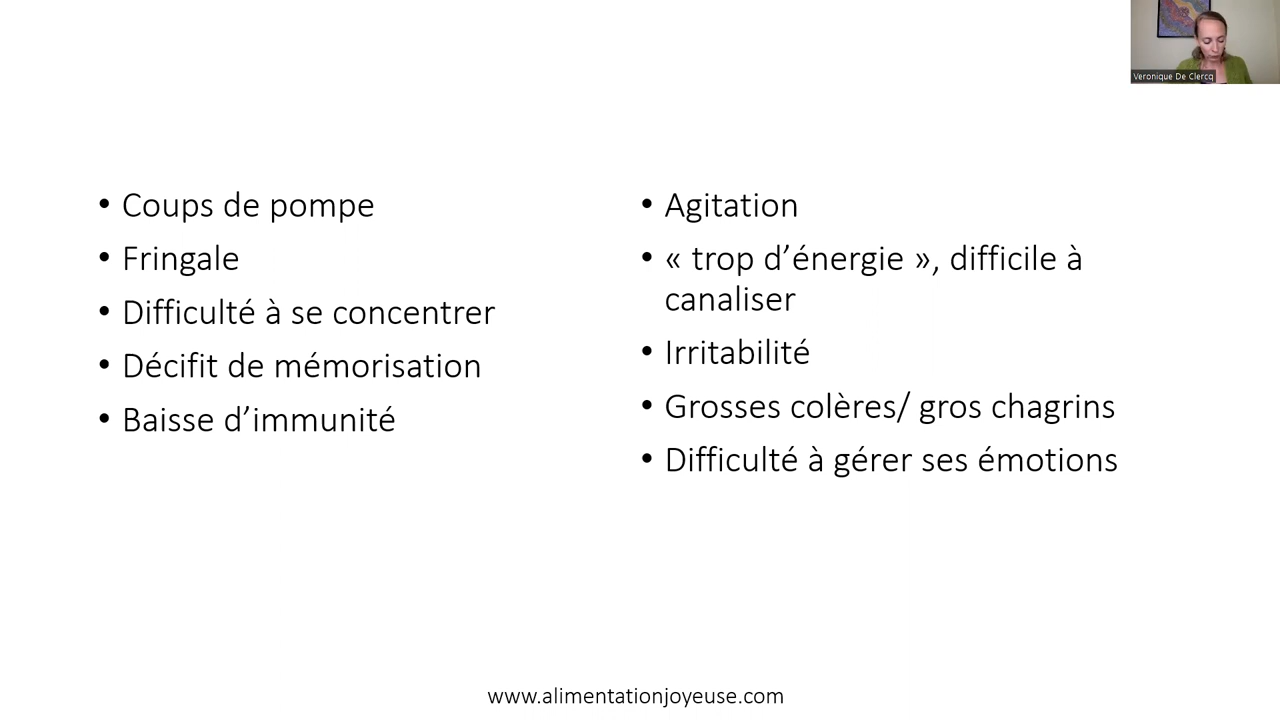 Veronique De Clercq
• Coups de pompe
• Fringale
• Difficulté à se concentrer
• Décifit de mémorisation
• Baisse d’immunité
• Agitation
• « trop d’énergie », difficile à
canaliser
• Irritabilité
• Grosses colères/ gros chagrins
• Difficulté à gérer ses émotions
www.alimentationjoyeuse.com